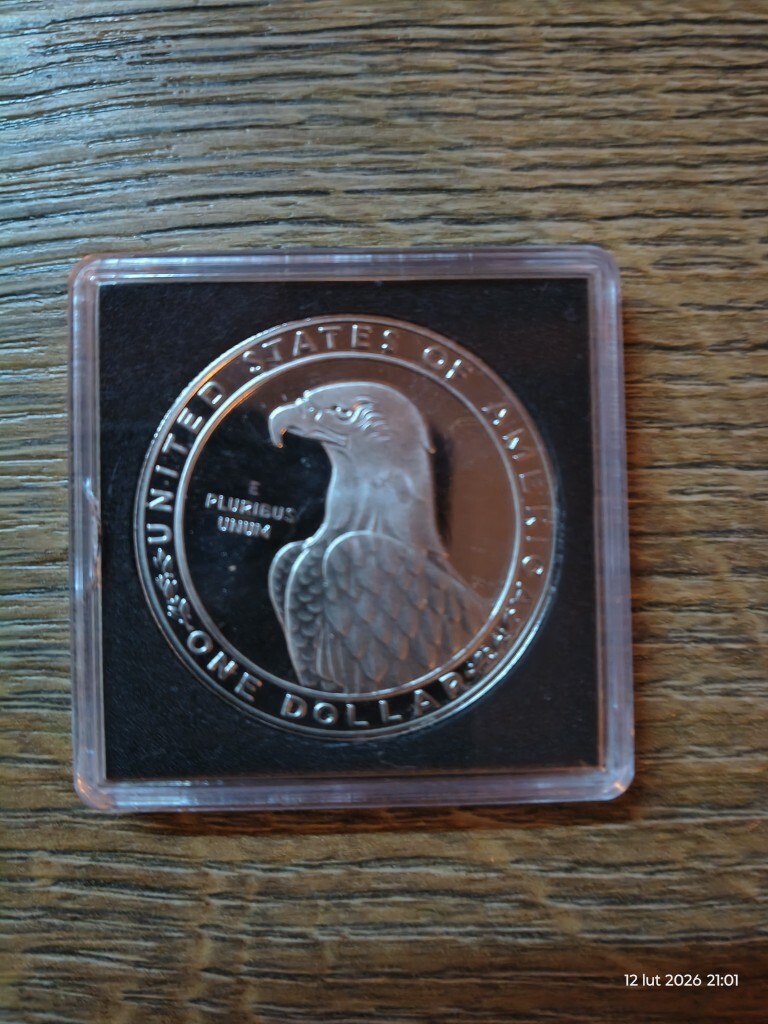 UNITED STATES OF AMERICA
E
PLURIBUS
UNUM
ONE DOLLAR
12 lut 2026 21:01